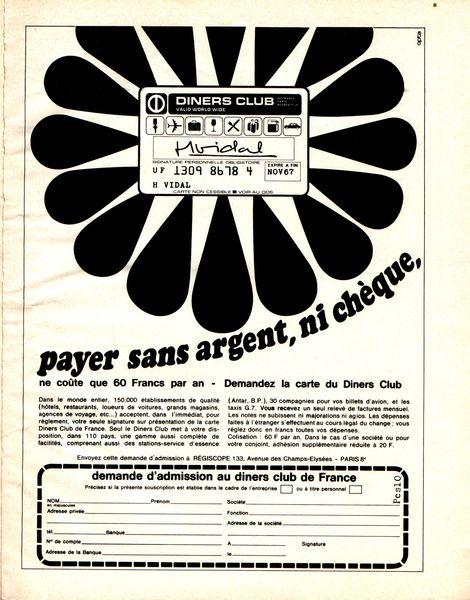 opta
DINERS CLUB
VALID WORLD WIDE
HVidal
SIGNATURE PERSONNELLE OBLIGATOIRE
UF 1309 8678 4
EXPIRE A FIN
NOV67
H VIDAL
CARTE NON CESSIBLE ■ VOIR AU DOS
payer sans argent, ni chèque,
ne coûte que 60 Francs par an - Demandez la carte du Diners Club
Dans le monde entier, 150.000 établissements de qualité
(hôtels, restaurants, loueurs de voitures, grands magasins,
agences de voyage, etc...) acceptent, dans l'immédiat, pour
règlement, votre seule signature sur présentation de la carte
Diners Club de France. Seul le Diners Club met à votre dis-
position, dans 110 pays, une gamme aussi complète de
facilités, comprenant aussi des stations-service d'essence
(Antar, B.P.), 30 compagnies pour vos billets d'avion, et les
taxis G.7. Vous recevez un seul relevé de factures mensuel.
Les notes ne subissent ni majorations ni agios. Les dépenses
faites à l'étranger s'effectuent au cours légal du change ; vous
réglez donc en francs toutes vos dépenses.
Cotisation : 60 F par an. Dans le cas d'une société ou pour
votre conjoint, adhésion supplémentaire réduite à 20 F.
Envoyez cette demande d'admission à RÉGISCOPE 133, Avenue des Champs-Elysées - PARIS 8e
demande d'admission au diners club de France
Précisez si la présente souscription est établie dans le cadre de l'entreprise ou à titre personnel
Pcs10
NOM Prénom
en majuscules
Adresse privée
tél. Banque
N° de compte
Adresse de la Banque
Société
Fonction
Adresse de la société
A Signature
le